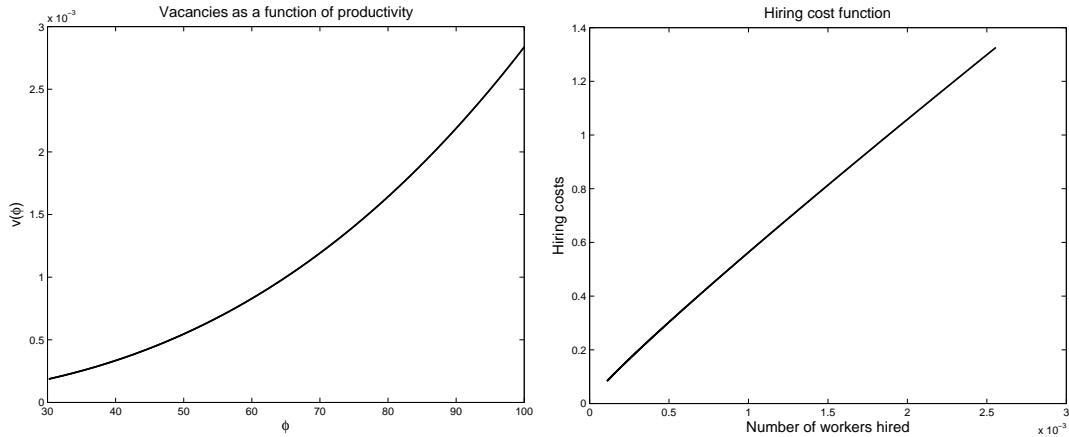 Vacancies as a function of productivity
x 10⁻³
3
2.5
2
1.5
1
0.5
0
v(ϕ)
30 40 50 60 70 80 90 100
ϕ
Hiring cost function
1.4
1.2
1
0.8
0.6
0.4
0.2
0
Hiring costs
0 0.5 1 1.5 2 2.5 3
Number of workers hired
x 10⁻³